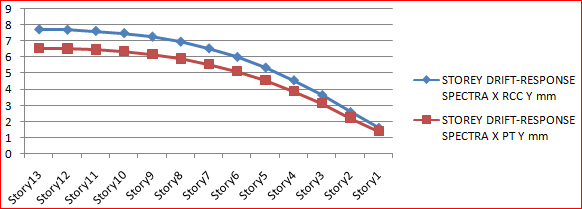 9
8
7
6
5
4
3
2
1
0
Story13
Story12
Story11
Story10
Story9
Story8
Story7
Story6
Story5
Story4
Story3
Story2
Story1
STOREY DRIFT-RESPONSE
SPECTRA X RCC Y mm
STOREY DRIFT-RESPONSE
SPECTRA X PT Y mm